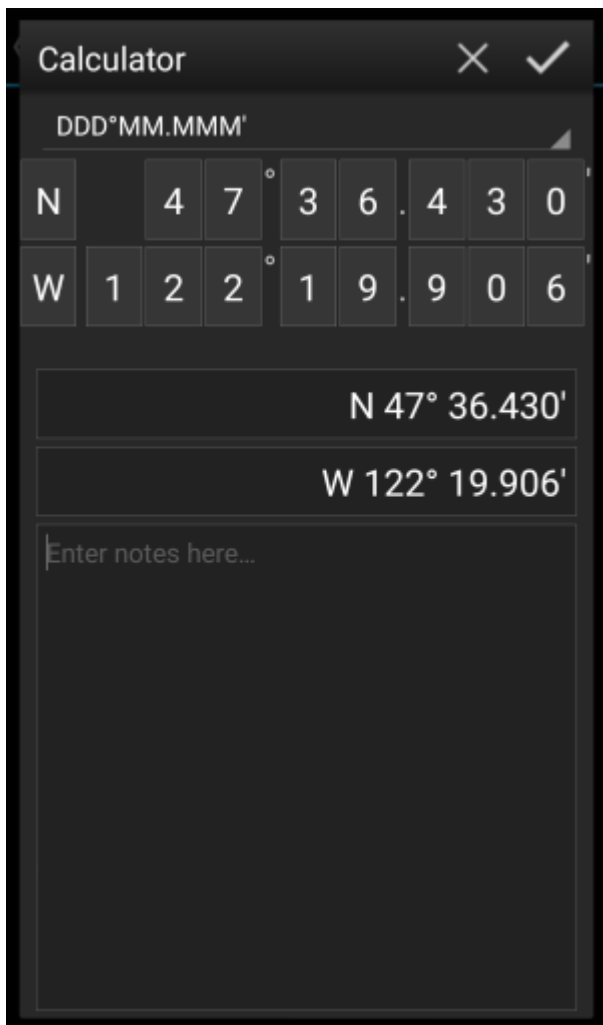 Calculator
DDD°MM.MMM'
N 4 7 ° 3 6 . 4 3 0 '
W 1 2 2 ° 1 9 . 9 0 6 '
N 47° 36.430'
W 122° 19.906'
Enter notes here...